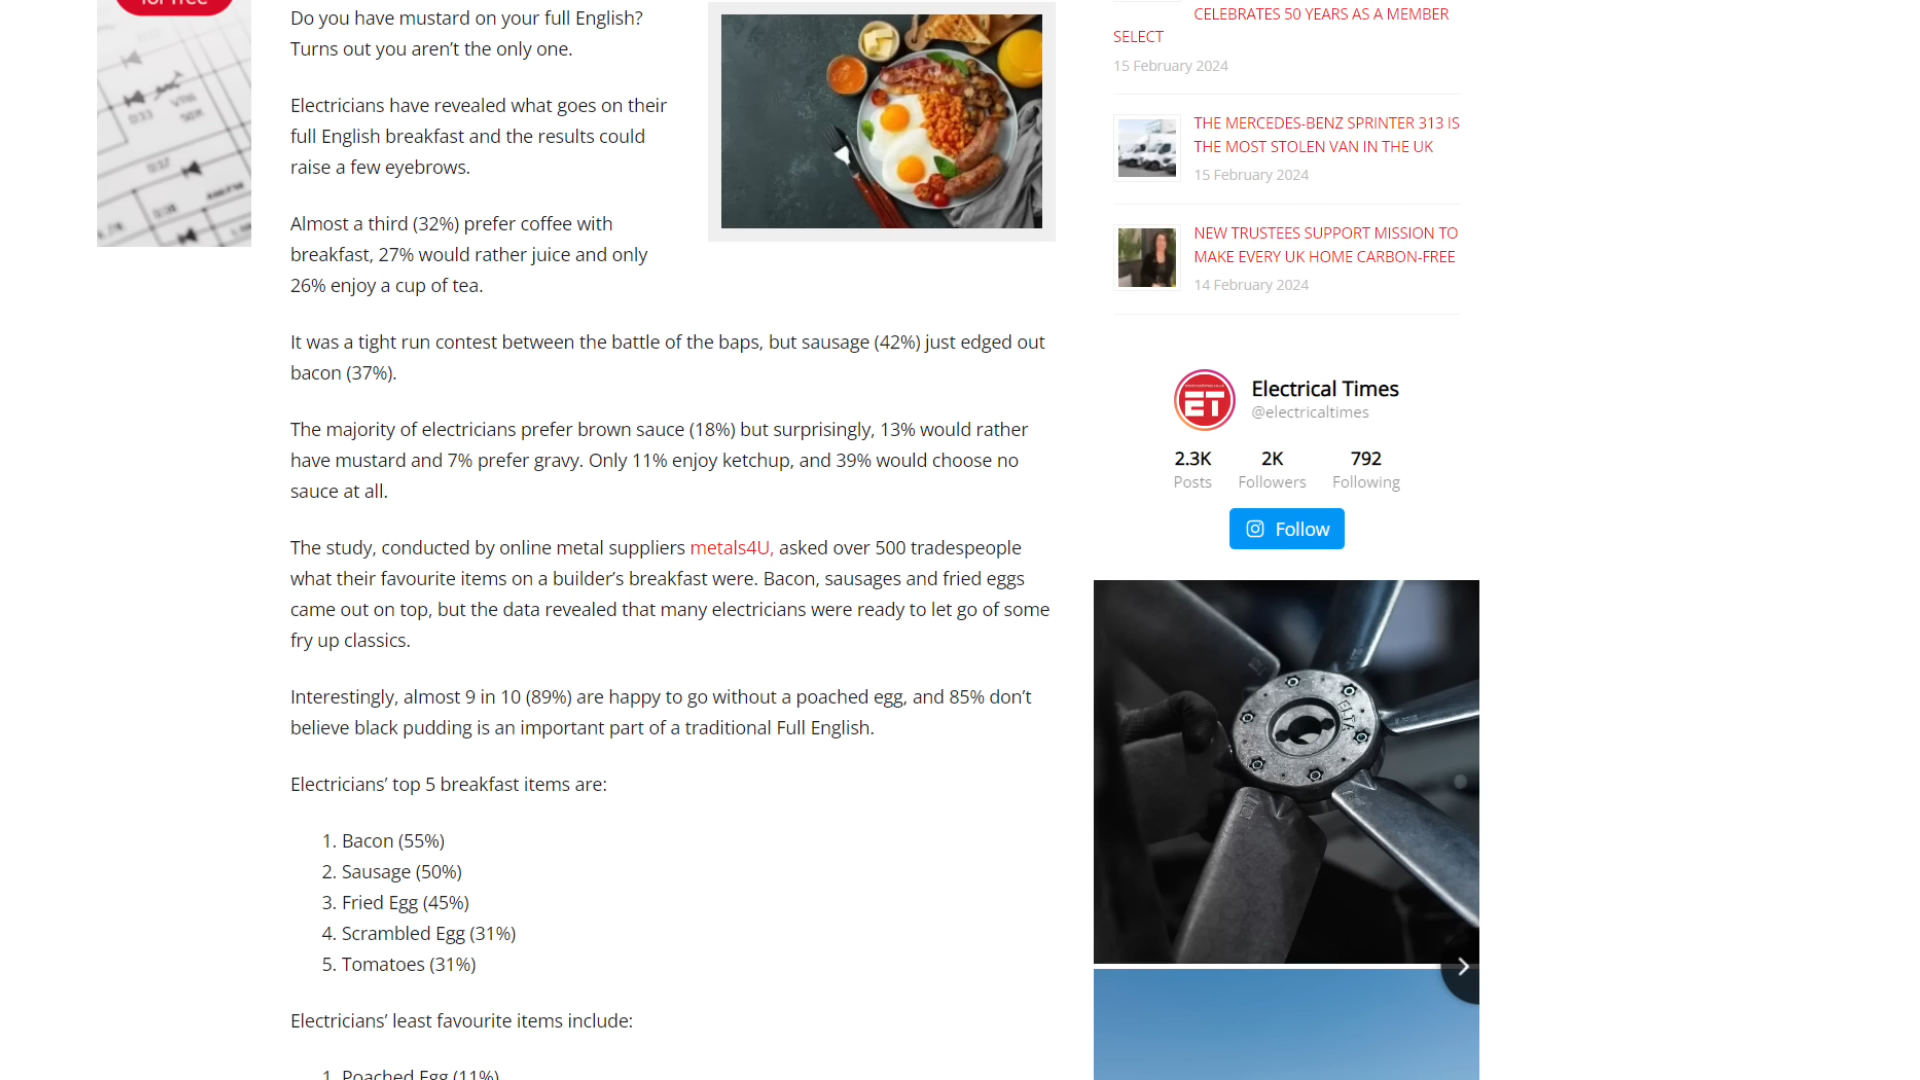 for free
Do you have mustard on your full English?
Turns out you aren’t the only one.
Electricians have revealed what goes on their
full English breakfast and the results could
raise a few eyebrows.
Almost a third (32%) prefer coffee with
breakfast, 27% would rather juice and only
26% enjoy a cup of tea.
It was a tight run contest between the battle of the baps, but sausage (42%) just edged out
bacon (37%).
The majority of electricians prefer brown sauce (18%) but surprisingly, 13% would rather
have mustard and 7% prefer gravy. Only 11% enjoy ketchup, and 39% would choose no
sauce at all.
The study, conducted by online metal suppliers metals4U, asked over 500 tradespeople
what their favourite items on a builder’s breakfast were. Bacon, sausages and fried eggs
came out on top, but the data revealed that many electricians were ready to let go of some
fry up classics.
Interestingly, almost 9 in 10 (89%) are happy to go without a poached egg, and 85% don’t
believe black pudding is an important part of a traditional Full English.
Electricians’ top 5 breakfast items are:
1. Bacon (55%)
2. Sausage (50%)
3. Fried Egg (45%)
4. Scrambled Egg (31%)
5. Tomatoes (31%)
Electricians’ least favourite items include:
1. Poached Egg (11%)
CELEBRATES 50 YEARS AS A MEMBER
SELECT
15 February 2024
THE MERCEDES-BENZ SPRINTER 313 IS
THE MOST STOLEN VAN IN THE UK
15 February 2024
NEW TRUSTEES SUPPORT MISSION TO
MAKE EVERY UK HOME CARBON-FREE
14 February 2024
ET
Electrical Times
@electricaltimes
2.3K 2K 792
Posts Followers Following
Follow
ELTA